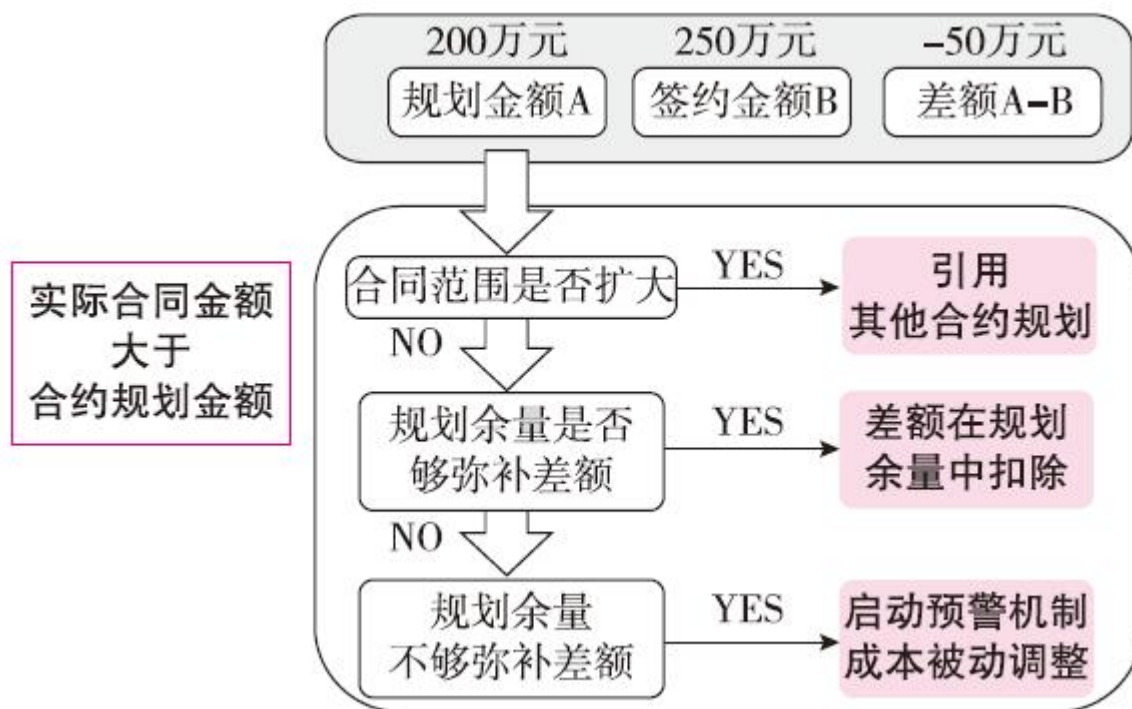 200万元
250万元
-50万元
规划金额A
签约金额B
差额A-B
实际合同金额
大于
合约规划金额
合同范围是否扩大
YES
引用
其他合约规划
NO
规划余量是否
够弥补差额
YES
差额在规划
余量中扣除
NO
规划余量
不够弥补差额
YES
启动预警机制
成本被动调整